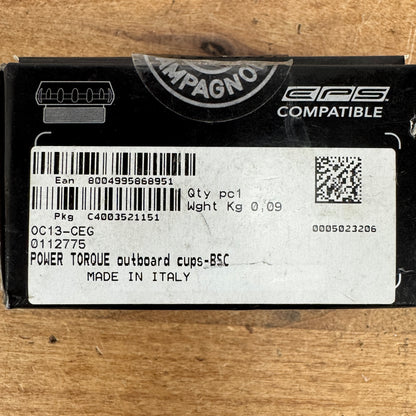 CAMPAGNOLO
EPS
COMPATIBLE
Ean 8004995868951
Pkg C4003521151
Qty pc1
Wght Kg 0,09
0005023206
OC13-CEG
0112775
POWER TORQUE outboard cups-BSC
MADE IN ITALY